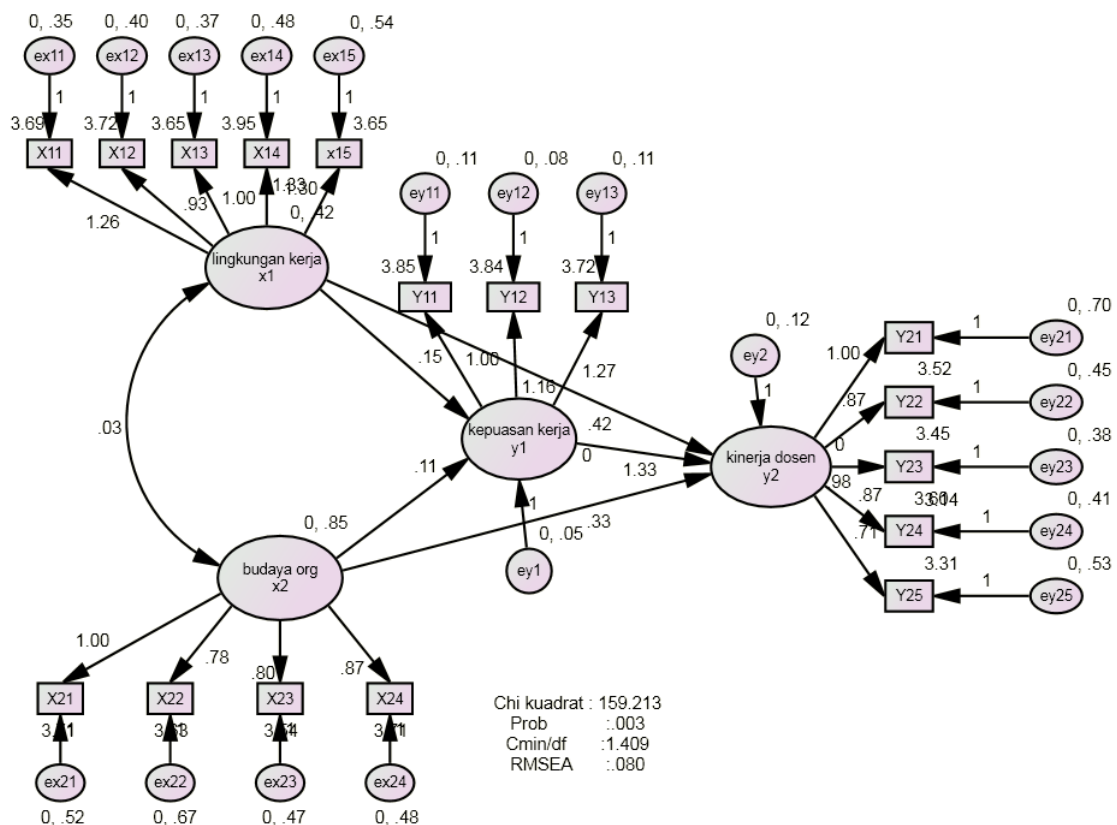 0, .35
0, .40
0, .37
0, .48
0, .54
ex11
ex12
ex13
ex14
ex15
1
1
1
1
1
3.69
3.72
3.65
3.95
3.65
X11
X12
X13
X14
x15
1.26
.93
1.00
1.30
0, .42
lingkungan kerja
x1
0, .11
0, .08
0, .11
ey11
ey12
ey13
1
1
1
3.85
3.84
3.72
Y11
Y12
Y13
.15
1.00
1.16
1.27
kepuasan kerja
y1
0
.42
1.33
.11
.33
1
0, .05
ey1
.03
0, .12
ey2
1
kinerja dosen
y2
0
1.00
.87
.98
.87
.71
Y21
Y22
Y23
Y24
Y25
3.52
3.45
3.14
3.31
1
1
1
1
1
0, .70
ey21
0, .45
ey22
0, .38
ey23
0, .41
ey24
0, .53
ey25
0, .85
budaya org
x2
1.00
.78
.80
.87
X21
X22
X23
X24
ex21
ex22
ex23
ex24
0, .52
0, .67
0, .47
0, .48
Chi kuadrat : 159.213
Prob :.003
Cmin/df :1.409
RMSEA :.080